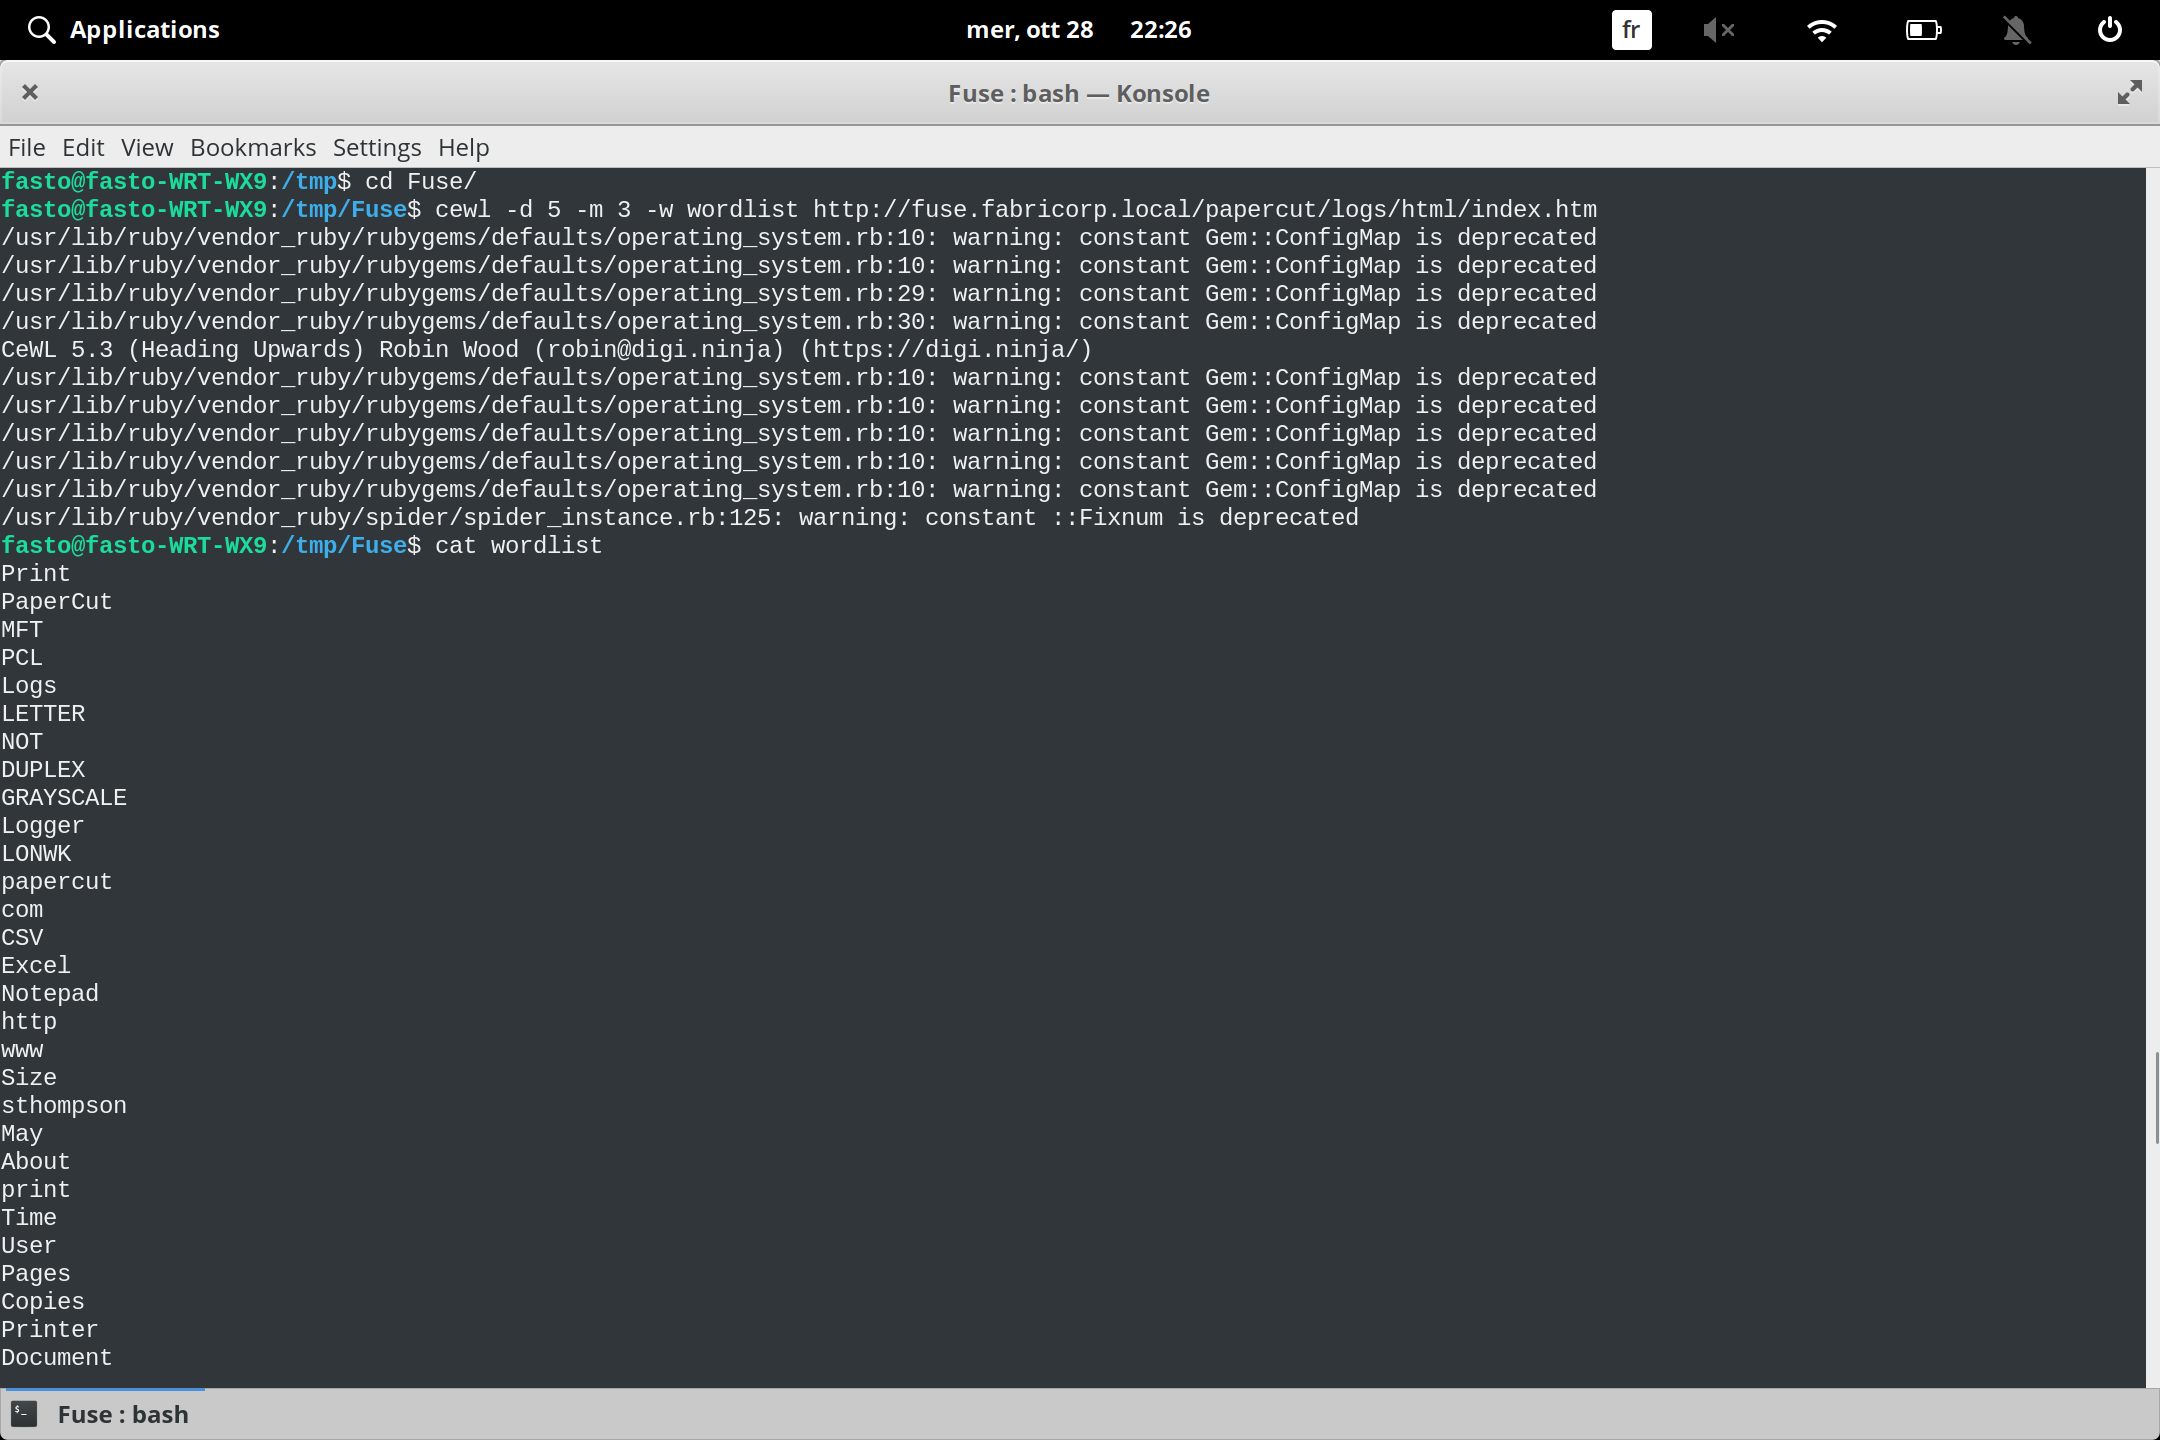 Applications mer, ott 28 22:26 fr
Fuse : bash — Konsole
File Edit View Bookmarks Settings Help
fasto@fasto-WRT-WX9:/tmp$ cd Fuse/
fasto@fasto-WRT-WX9:/tmp/Fuse$ cewl -d 5 -m 3 -w wordlist http://fuse.fabricorp.local/papercut/logs/html/index.htm
/usr/lib/ruby/vendor_ruby/rubygems/defaults/operating_system.rb:10: warning: constant Gem::ConfigMap is deprecated
/usr/lib/ruby/vendor_ruby/rubygems/defaults/operating_system.rb:10: warning: constant Gem::ConfigMap is deprecated
/usr/lib/ruby/vendor_ruby/rubygems/defaults/operating_system.rb:29: warning: constant Gem::ConfigMap is deprecated
/usr/lib/ruby/vendor_ruby/rubygems/defaults/operating_system.rb:30: warning: constant Gem::ConfigMap is deprecated
CeWL 5.3 (Heading Upwards) Robin Wood (robin@digi.ninja) (https://digi.ninja/)
/usr/lib/ruby/vendor_ruby/rubygems/defaults/operating_system.rb:10: warning: constant Gem::ConfigMap is deprecated
/usr/lib/ruby/vendor_ruby/rubygems/defaults/operating_system.rb:10: warning: constant Gem::ConfigMap is deprecated
/usr/lib/ruby/vendor_ruby/rubygems/defaults/operating_system.rb:10: warning: constant Gem::ConfigMap is deprecated
/usr/lib/ruby/vendor_ruby/rubygems/defaults/operating_system.rb:10: warning: constant Gem::ConfigMap is deprecated
/usr/lib/ruby/vendor_ruby/rubygems/defaults/operating_system.rb:10: warning: constant Gem::ConfigMap is deprecated
/usr/lib/ruby/vendor_ruby/spider/spider_instance.rb:125: warning: constant ::Fixnum is deprecated
fasto@fasto-WRT-WX9:/tmp/Fuse$ cat wordlist
Print
PaperCut
MFT
PCL
Logs
LETTER
NOT
DUPLEX
GRAYSCALE
Logger
LONWK
papercut
com
CSV
Excel
Notepad
http
www
Size
sthompson
May
About
print
Time
User
Pages
Copies
Printer
Document
Fuse : bash